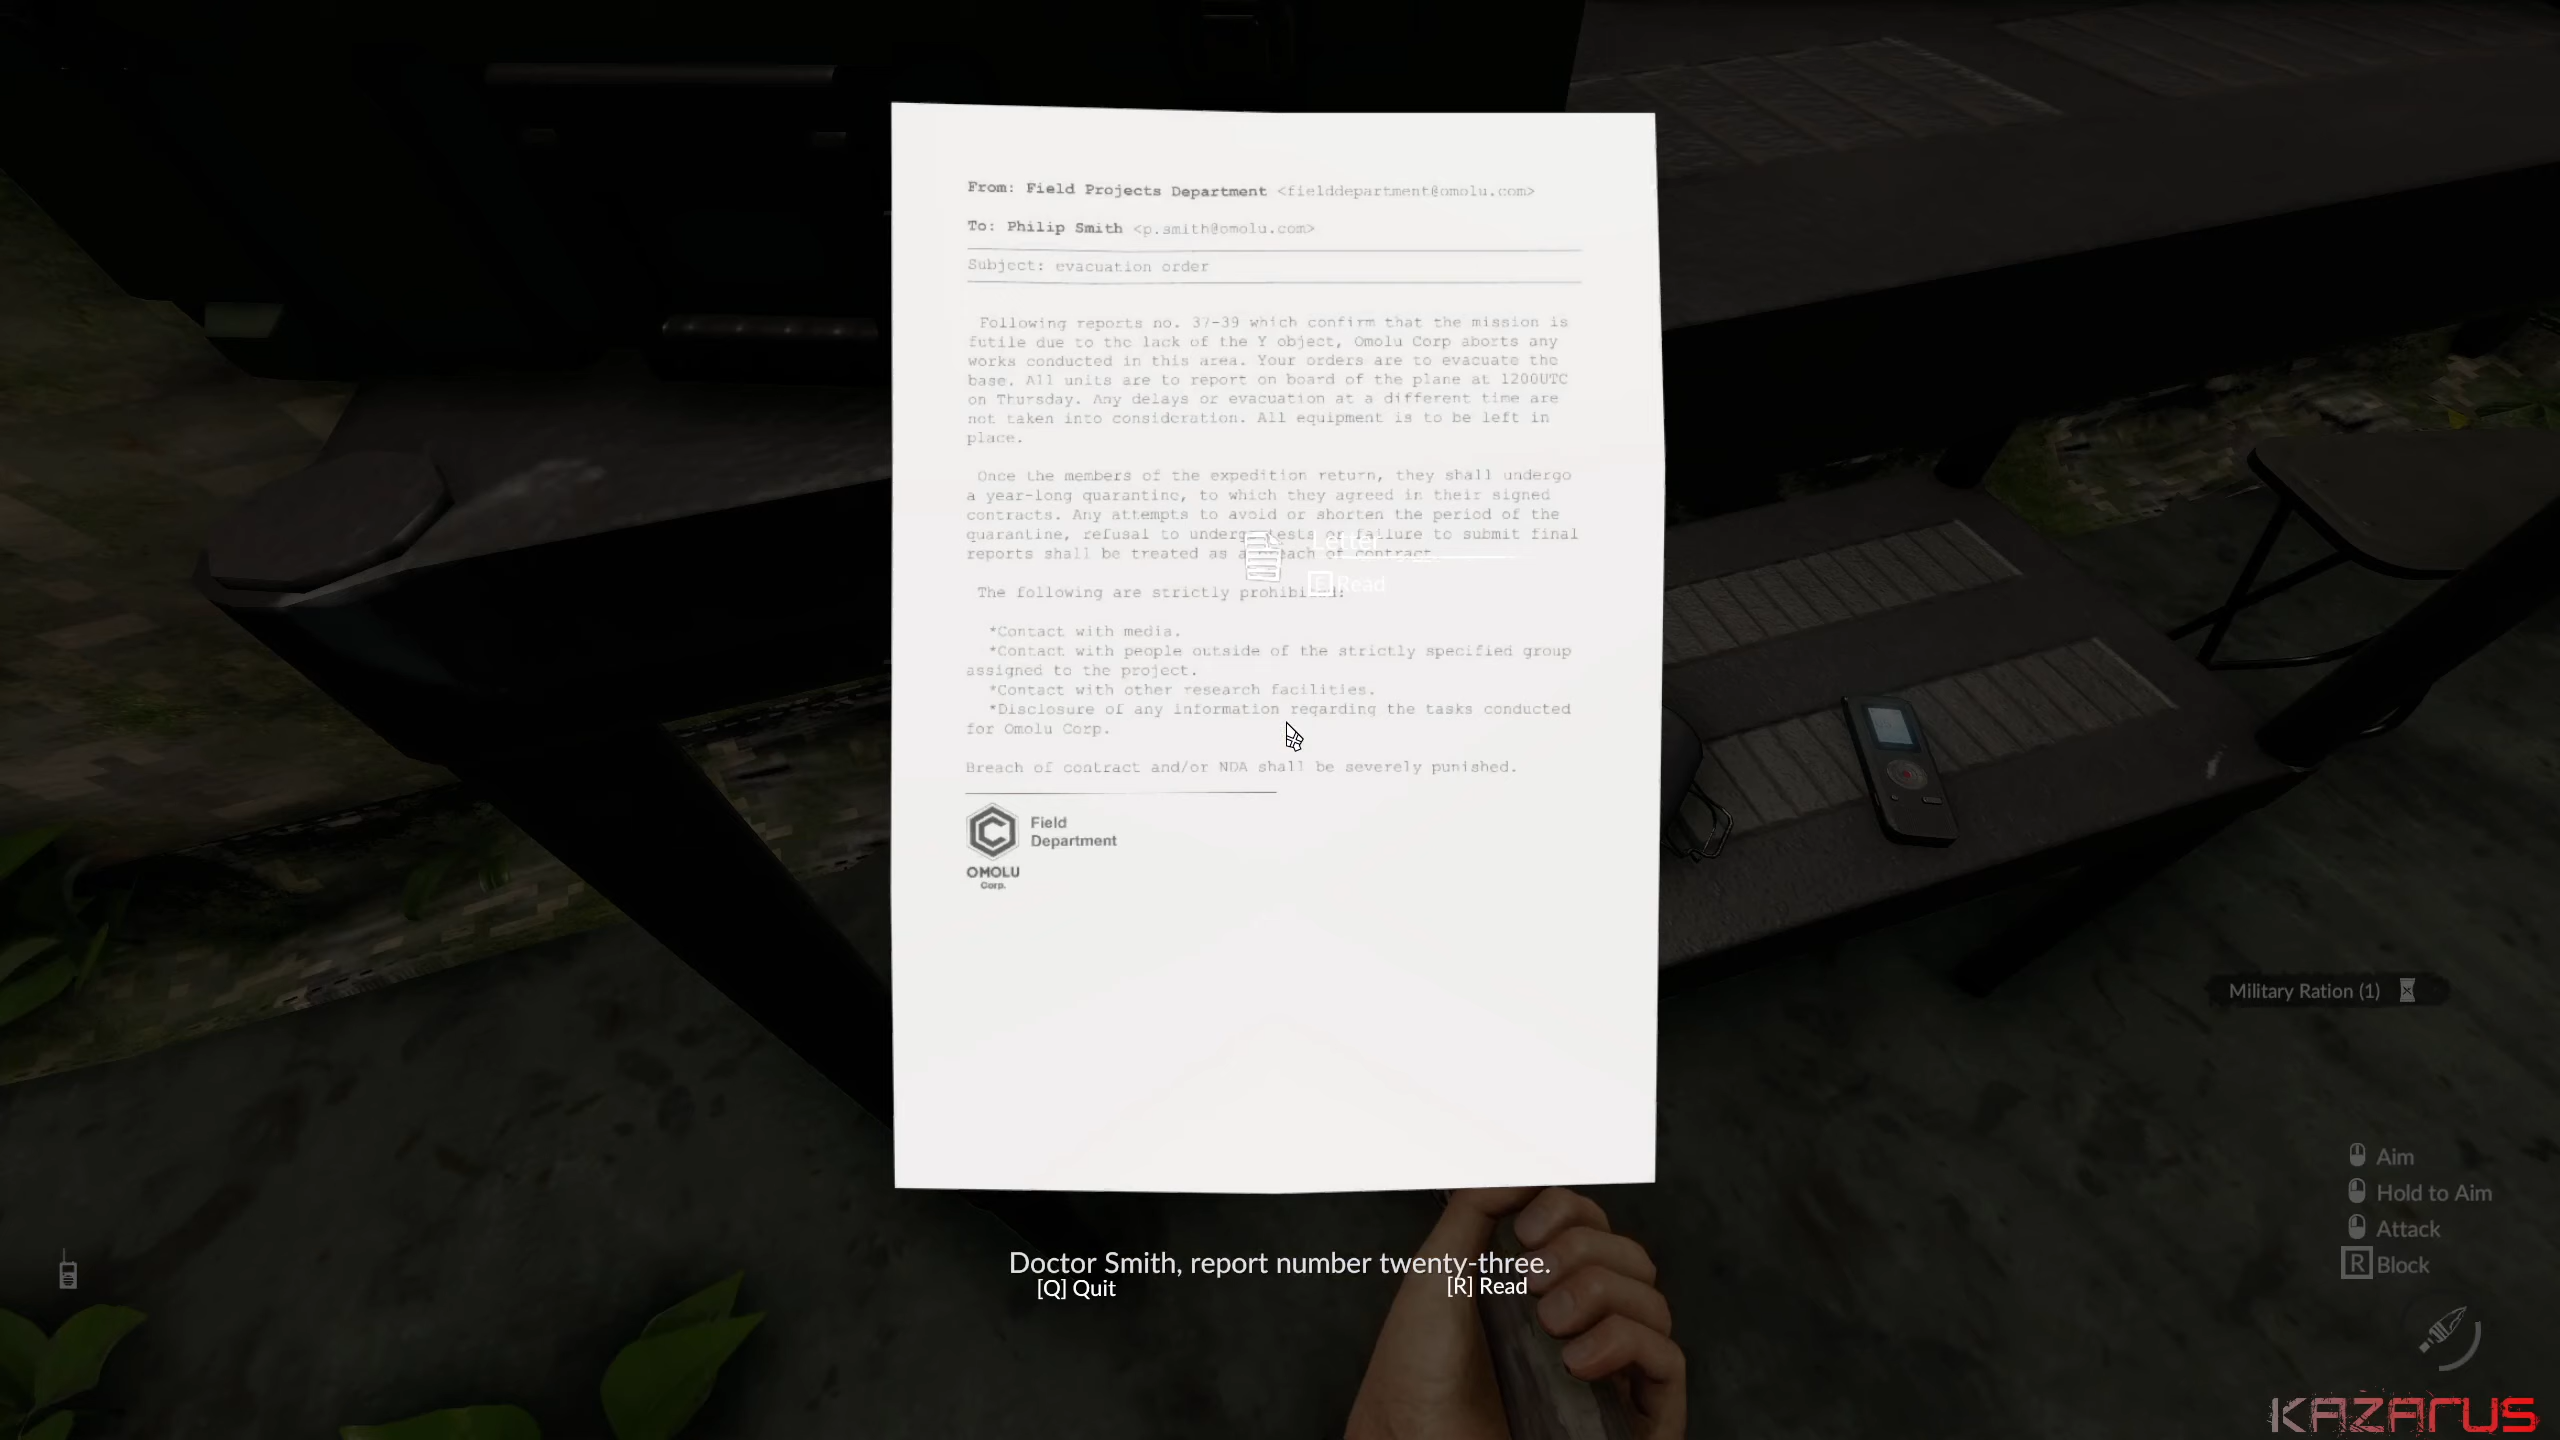 From: Field Projects Department <fielddepartment@omolu.com>
To: Philip Smith <p.smith@omolu.com>
Subject: evacuation order
Following reports no. 37-39 which confirm that the mission is
futile due to the lack of the Y object, Omolu Corp aborts any
works conducted in this area. Your orders are to evacuate the
base. All units are to report on board of the plane at 1200UTC
on Thursday. Any delays or evacuation at a different time are
not taken into consideration. All equipment is to be left in
place.
Once the members of the expedition return, they shall undergo
a year-long quarantine, to which they agreed in their signed
contracts. Any attempts to avoid or shorten the period of the
quarantine, refusal to undergo tests or failure to submit final
reports shall be treated as a breach of contract.
The following are strictly prohibited:
*Contact with media.
*Contact with people outside of the strictly specified group
assigned to the project.
*Contact with other research facilities.
*Disclosure of any information regarding the tasks conducted
for Omolu Corp.
Breach of contract and/or NDA shall be severely punished.
Field
Department
OMOLU
Corp.
Letter
[E] Read
Military Ration (1)
Aim
Hold to Aim
Attack
R Block
Doctor Smith, report number twenty-three.
[Q] Quit
[R] Read
KAZARUS